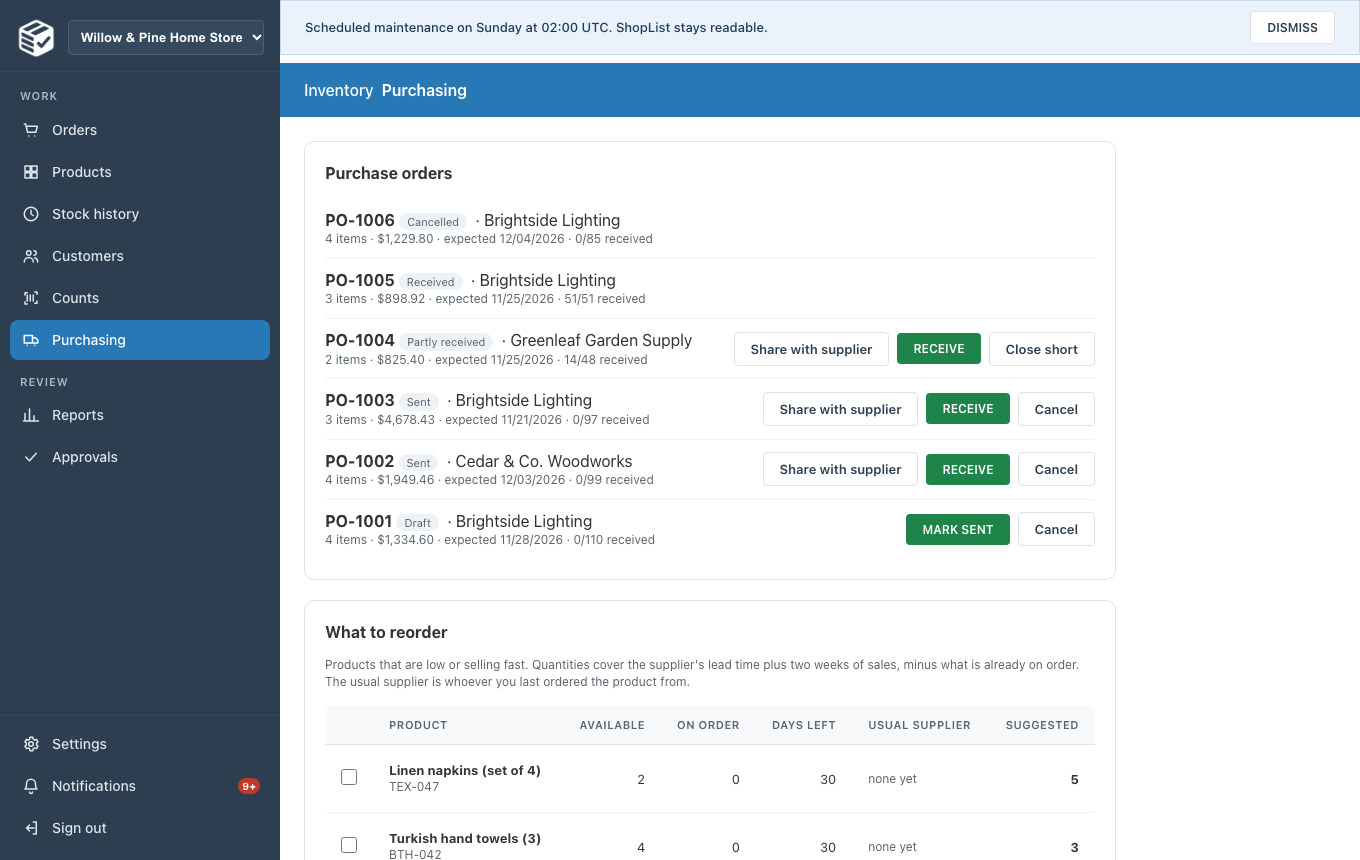 Willow & Pine Home Store
WORK
Orders
Products
Stock history
Customers
Counts
Purchasing
REVIEW
Reports
Approvals
Settings
Notifications 9+
Sign out
Scheduled maintenance on Sunday at 02:00 UTC. ShopList stays readable. DISMISS
Inventory Purchasing
Purchase orders
PO-1006 Cancelled · Brightside Lighting
4 items · $1,229.80 · expected 12/04/2026 · 0/85 received
PO-1005 Received · Brightside Lighting
3 items · $898.92 · expected 11/25/2026 · 51/51 received
PO-1004 Partly received · Greenleaf Garden Supply
2 items · $825.40 · expected 11/25/2026 · 14/48 received
Share with supplier RECEIVE Close short
PO-1003 Sent · Brightside Lighting
3 items · $4,678.43 · expected 11/21/2026 · 0/97 received
Share with supplier RECEIVE Cancel
PO-1002 Sent · Cedar & Co. Woodworks
4 items · $1,949.46 · expected 12/03/2026 · 0/99 received
Share with supplier RECEIVE Cancel
PO-1001 Draft · Brightside Lighting
4 items · $1,334.60 · expected 11/28/2026 · 0/110 received
MARK SENT Cancel
What to reorder
Products that are low or selling fast. Quantities cover the supplier's lead time plus two weeks of sales, minus what is already on order.
The usual supplier is whoever you last ordered the product from.
PRODUCT AVAILABLE ON ORDER DAYS LEFT USUAL SUPPLIER SUGGESTED
Linen napkins (set of 4)
TEX-047
2 0 30 none yet 5
Turkish hand towels (3)
BTH-042
4 0 30 none yet 3